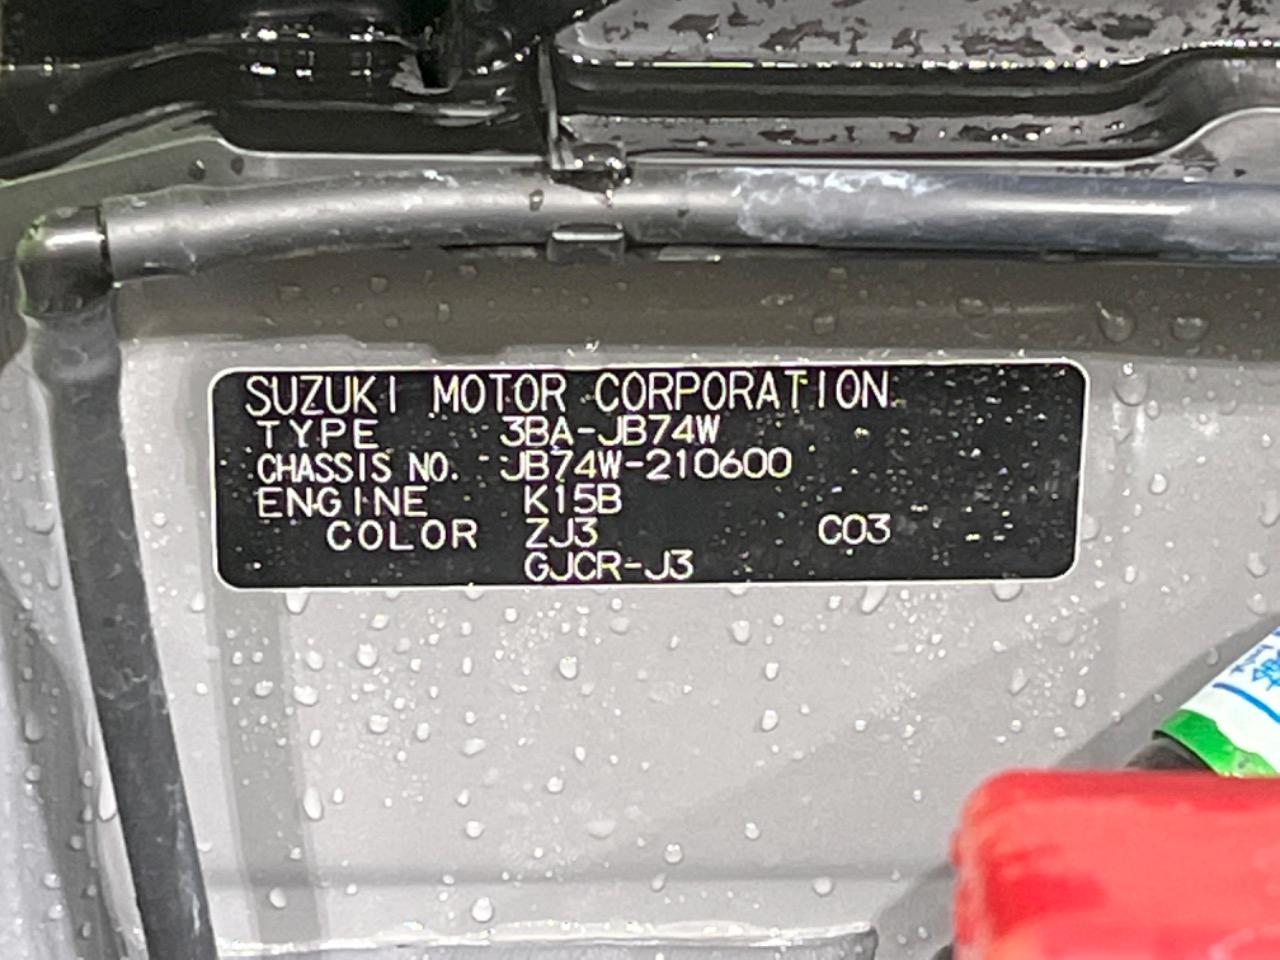 SUZUKI MOTOR CORPORATION
TYPE 3BA-JB74W
CHASSIS NO. JB74W-210600
ENGINE K15B
COLOR ZJ3 C03
GJCR-J3